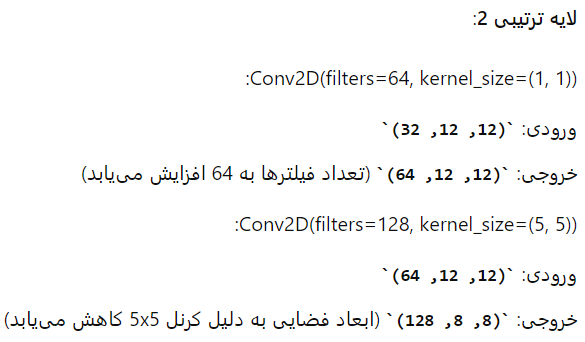 لایه ترتیبی 2:
Conv2D(filters=64, kernel_size=(1, 1)):
ورودی: `(12, 12, 32)`
خروجی: `(12, 12, 64)` (تعداد فیلترها به 64 افزایش می‌یابد)
Conv2D(filters=128, kernel_size=(5, 5)):
ورودی: `(12, 12, 64)`
خروجی: `(8, 8, 128)` (ابعاد فضایی به دلیل کرنل 5x5 کاهش می‌یابد)